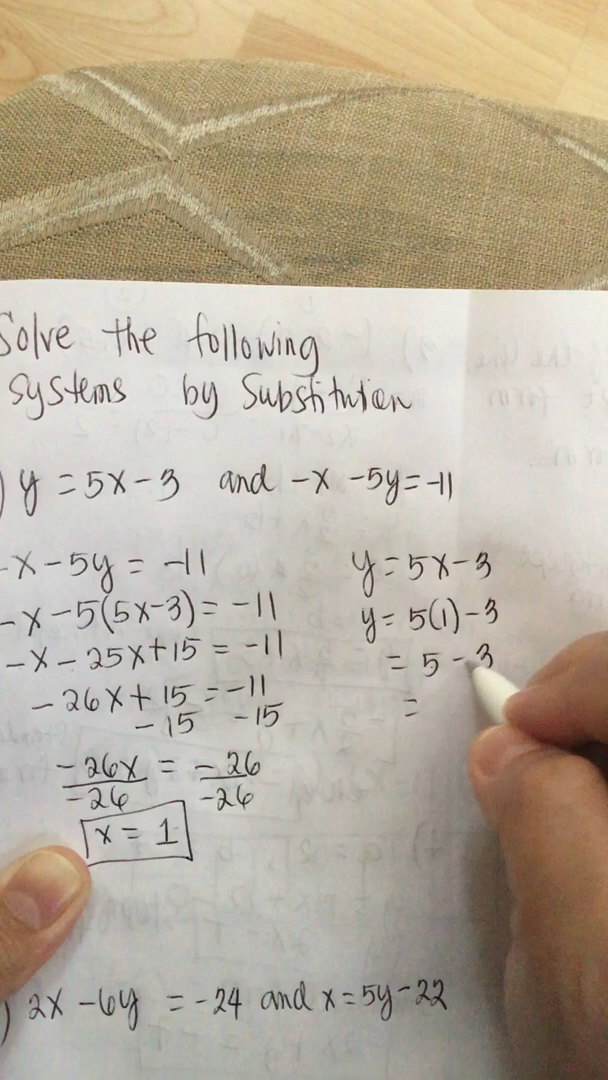 Solve the following
systems by Substitution
) y = 5x - 3 and -x - 5y = -11
-x - 5y = -11
-x - 5(5x-3) = -11
-x - 25x + 15 = -11
-26x + 15 = -11
-15 -15
-26x = -26
-26 -26
x = 1
y = 5x - 3
y = 5(1) - 3
= 5 - 3
=
) 2x - 6y = -24 and x = 5y - 22